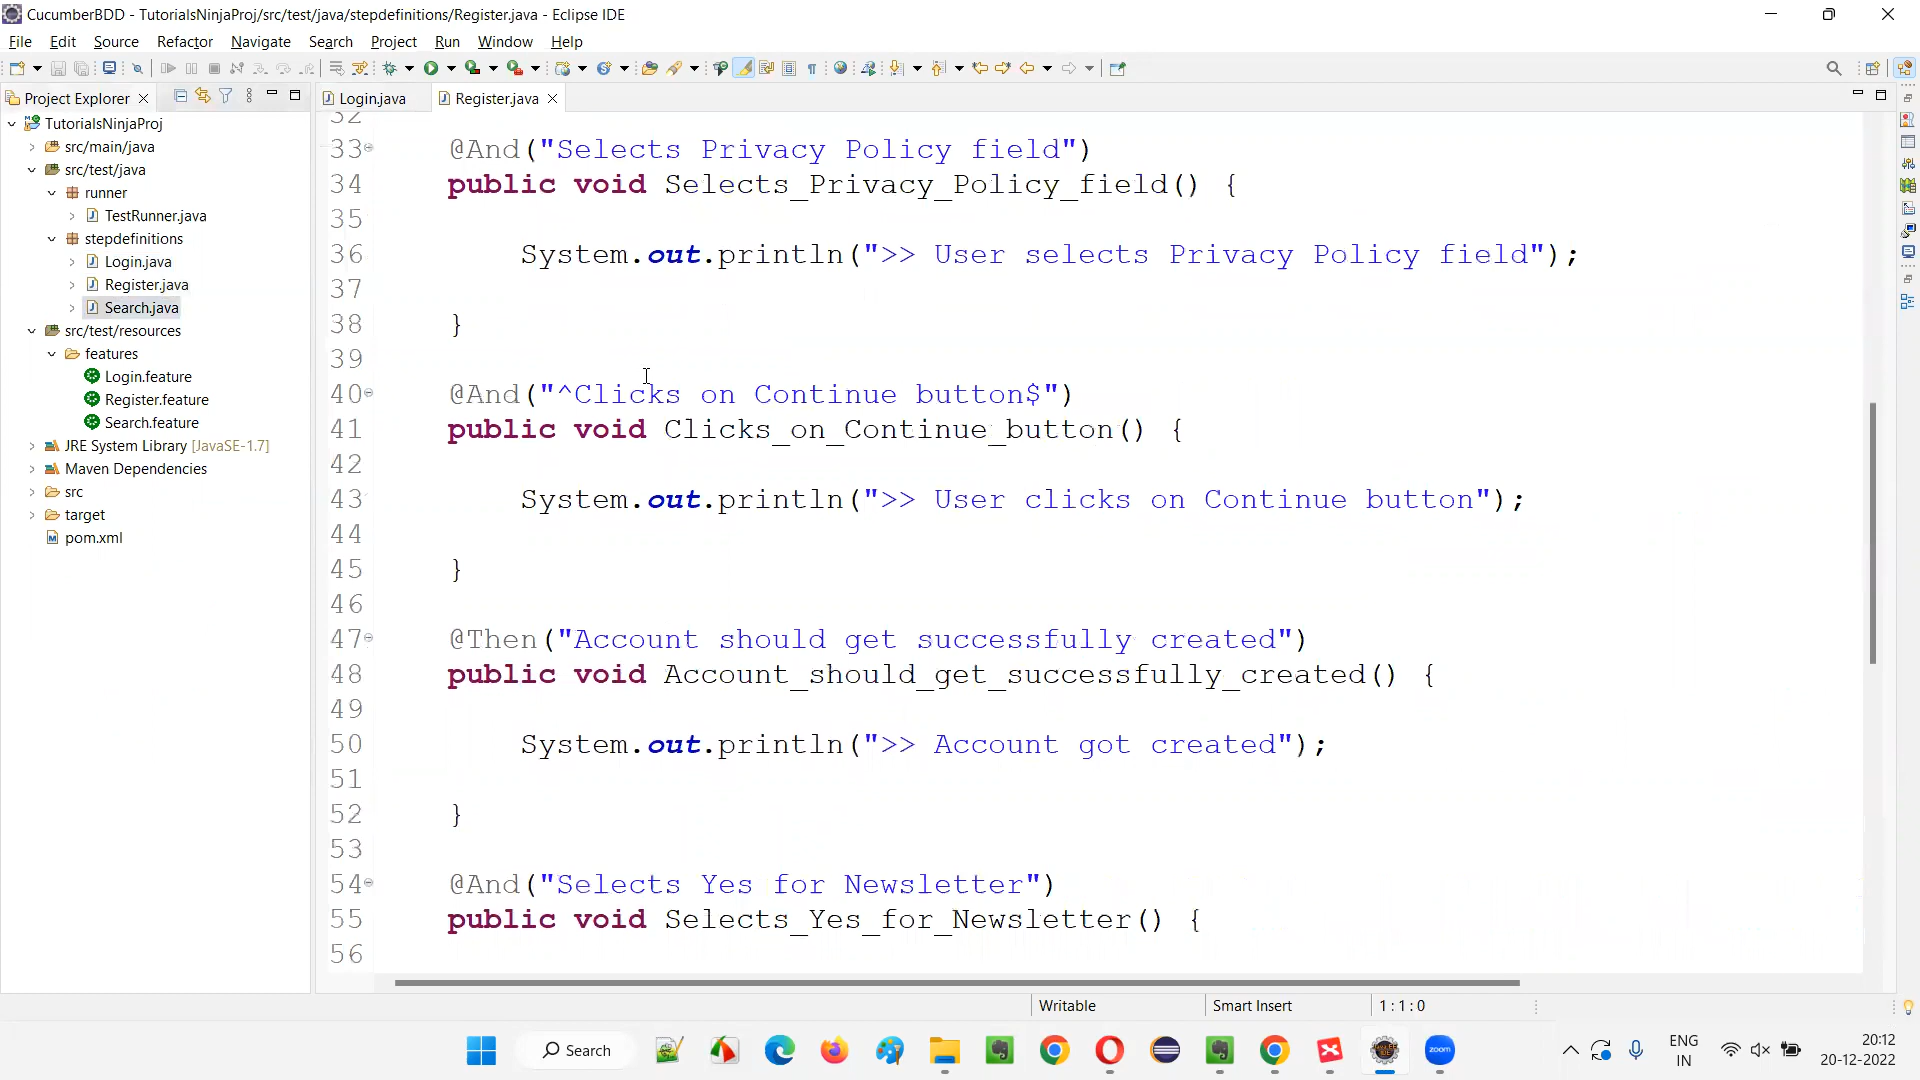 CucumberBDD - TutorialsNinjaProj/src/test/java/stepdefinitions/Register.java - Eclipse IDE
File Edit Source Refactor Navigate Search Project Run Window Help
Project Explorer
TutorialsNinjaProj
src/main/java
src/test/java
runner
TestRunner.java
stepdefinitions
Login.java
Register.java
Search.java
src/test/resources
features
Login.feature
Register.feature
Search.feature
JRE System Library [JavaSE-1.7]
Maven Dependencies
src
target
pom.xml
Login.java Register.java
32
33 @And("Selects Privacy Policy field")
34 public void Selects_Privacy_Policy_field() {
35
36 System.out.println(">> User selects Privacy Policy field");
37
38 }
39
40 @And("^Clicks on Continue button$")
41 public void Clicks_on_Continue_button() {
42
43 System.out.println(">> User clicks on Continue button");
44
45 }
46
47 @Then("Account should get successfully created")
48 public void Account_should_get_successfully_created() {
49
50 System.out.println(">> Account got created");
51
52 }
53
54 @And("Selects Yes for Newsletter")
55 public void Selects_Yes_for_Newsletter() {
56
Writable Smart Insert 1 : 1 : 0
Search
zoom
ENG
IN
20:12
20-12-2022